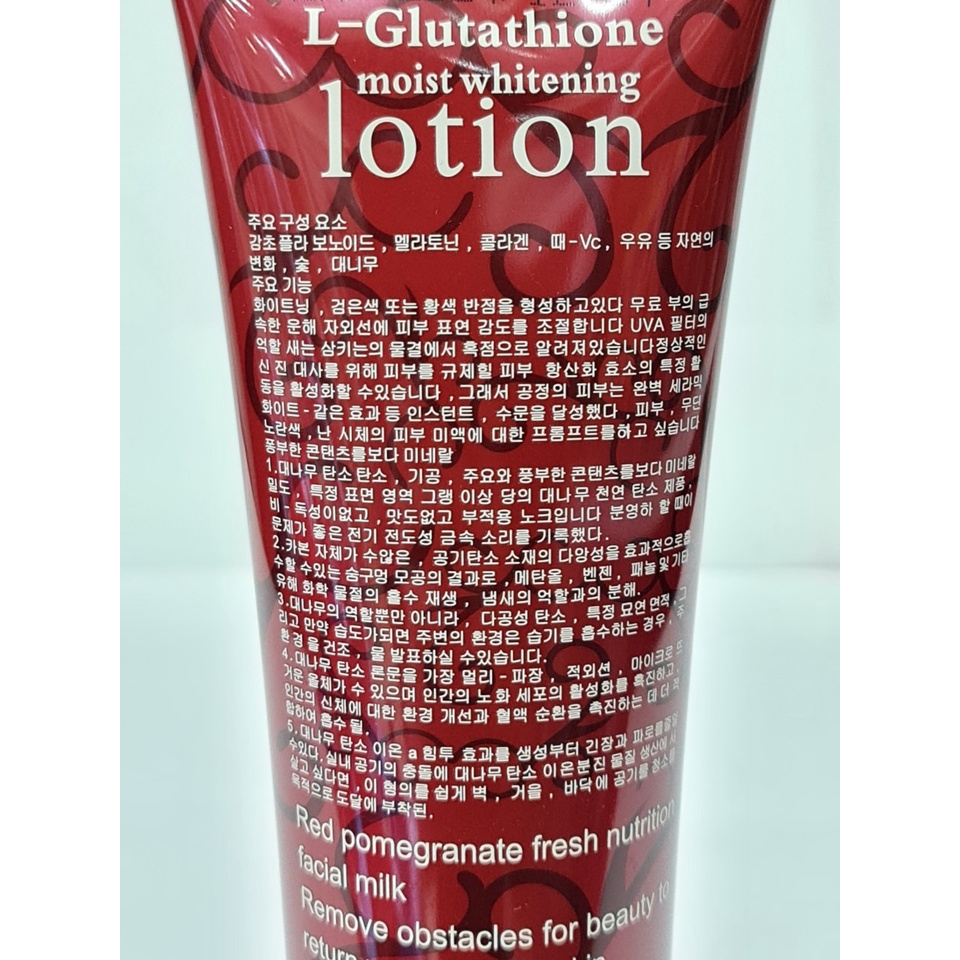 L-Glutathione
moist whitening
lotion
주요 구성 요소
감초 플라 보노이드 , 멜라토닌 , 콜라겐 , 때-Vc , 우유 등 자연의
변화 , 숯 , 대니무
주요 기능
화이트닝 , 검은색 또는 황색 반점을 형성하고있다 무료 부의 급
속한 운해 자외선에 피부 표연 감도를 조절합니다 UVA 필터의
역할 새는 삼키는의 물결에서 흑점으로 알려져있습니다정상적인
신 진 대사를 위해 피부를 규제힐 피부 항산화 효소의 특정 활
동을 활성화할 수있습니다 , 그래서 공정의 피부는 완벽 세라믹
화이트 - 같은 효과 등 인스턴트 , 수문을 달성했다 , 피부 , 무딘
노란색 , 난 시체의 피부 미액에 대한 프롬프트를하고 싶습니다
풍부한 콘텐츠를보다 미네랄
1.대나무 탄소 탄소 , 기공 , 주요와 풍부한 콘텐츠를보다 미네랄
밀도 , 특정 표면 영역 그램 이상 당의 대나무 천연 탄소 제품 ,
비 - 독성이없고 , 맛도없고 부적용 노크입니다 분영하 할 때이
문제가 좋은 전기 전도성 금속 소리를 기록했다.
2.카본 자체가 수않은 , 공기탄소 소재의 다앙성을 효과적으로흡
수할 수있는 숨구멍 모공의 결과로 , 메탄올 , 벤젠 , 패놀 및 기타
유해 화학 물절의 흡수 재생 , 냄새의 역할과의 분해.
3.대나무의 역할뿐만 아니라 , 다공성 탄소 , 특정 묘연 면적 , 그
리고 만약 습도가되면 주변의 환경은 습기를 흡수하는 경우 , 주
환 경 을 건조 , 물 발표하실 수있습니다.
4.대나무 탄소 론문을 가장 멀리 - 파장 , 적외션 , 마이크로 뜨
거운 올체가 수 있으며 인간의 노화 세포의 활성화를 촉진하고 ,
인간의 신체에 대한 환경 개선과 혈액 순환을 촉진하는 데 더 적
합하여 흡수 될.
5.대나무 탄소 이온 a 힘투 효과를 생성부터 긴장과 파로를줄일
수있다. 실내 공기의 충돌에 대나무 탄소 이온분진 물질 생산에 서
살고 싶다면 , 이 혐의를 쉽게 벽 , 거울 , 바닥에 공기를 청소를
목적으로 도달에 부착된.
Red pomegranate fresh nutrition
facial milk
Remove obstacles for beauty to
return